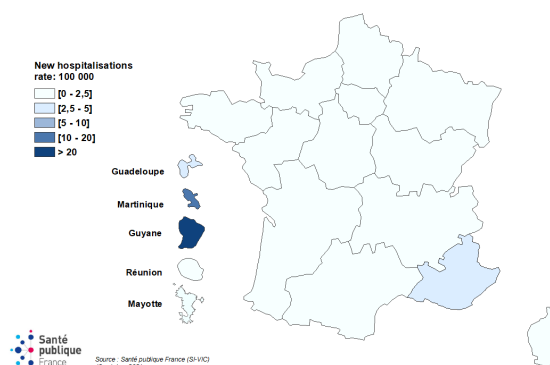 New hospitalisations
rate: 100 000
[0 - 2,5]
[2,5 - 5]
[5 - 10]
[10 - 20]
> 20
Guadeloupe
Martinique
Guyane
Réunion
Mayotte
Santé
publique
France
Source : Santé publique France (SI-VIC)